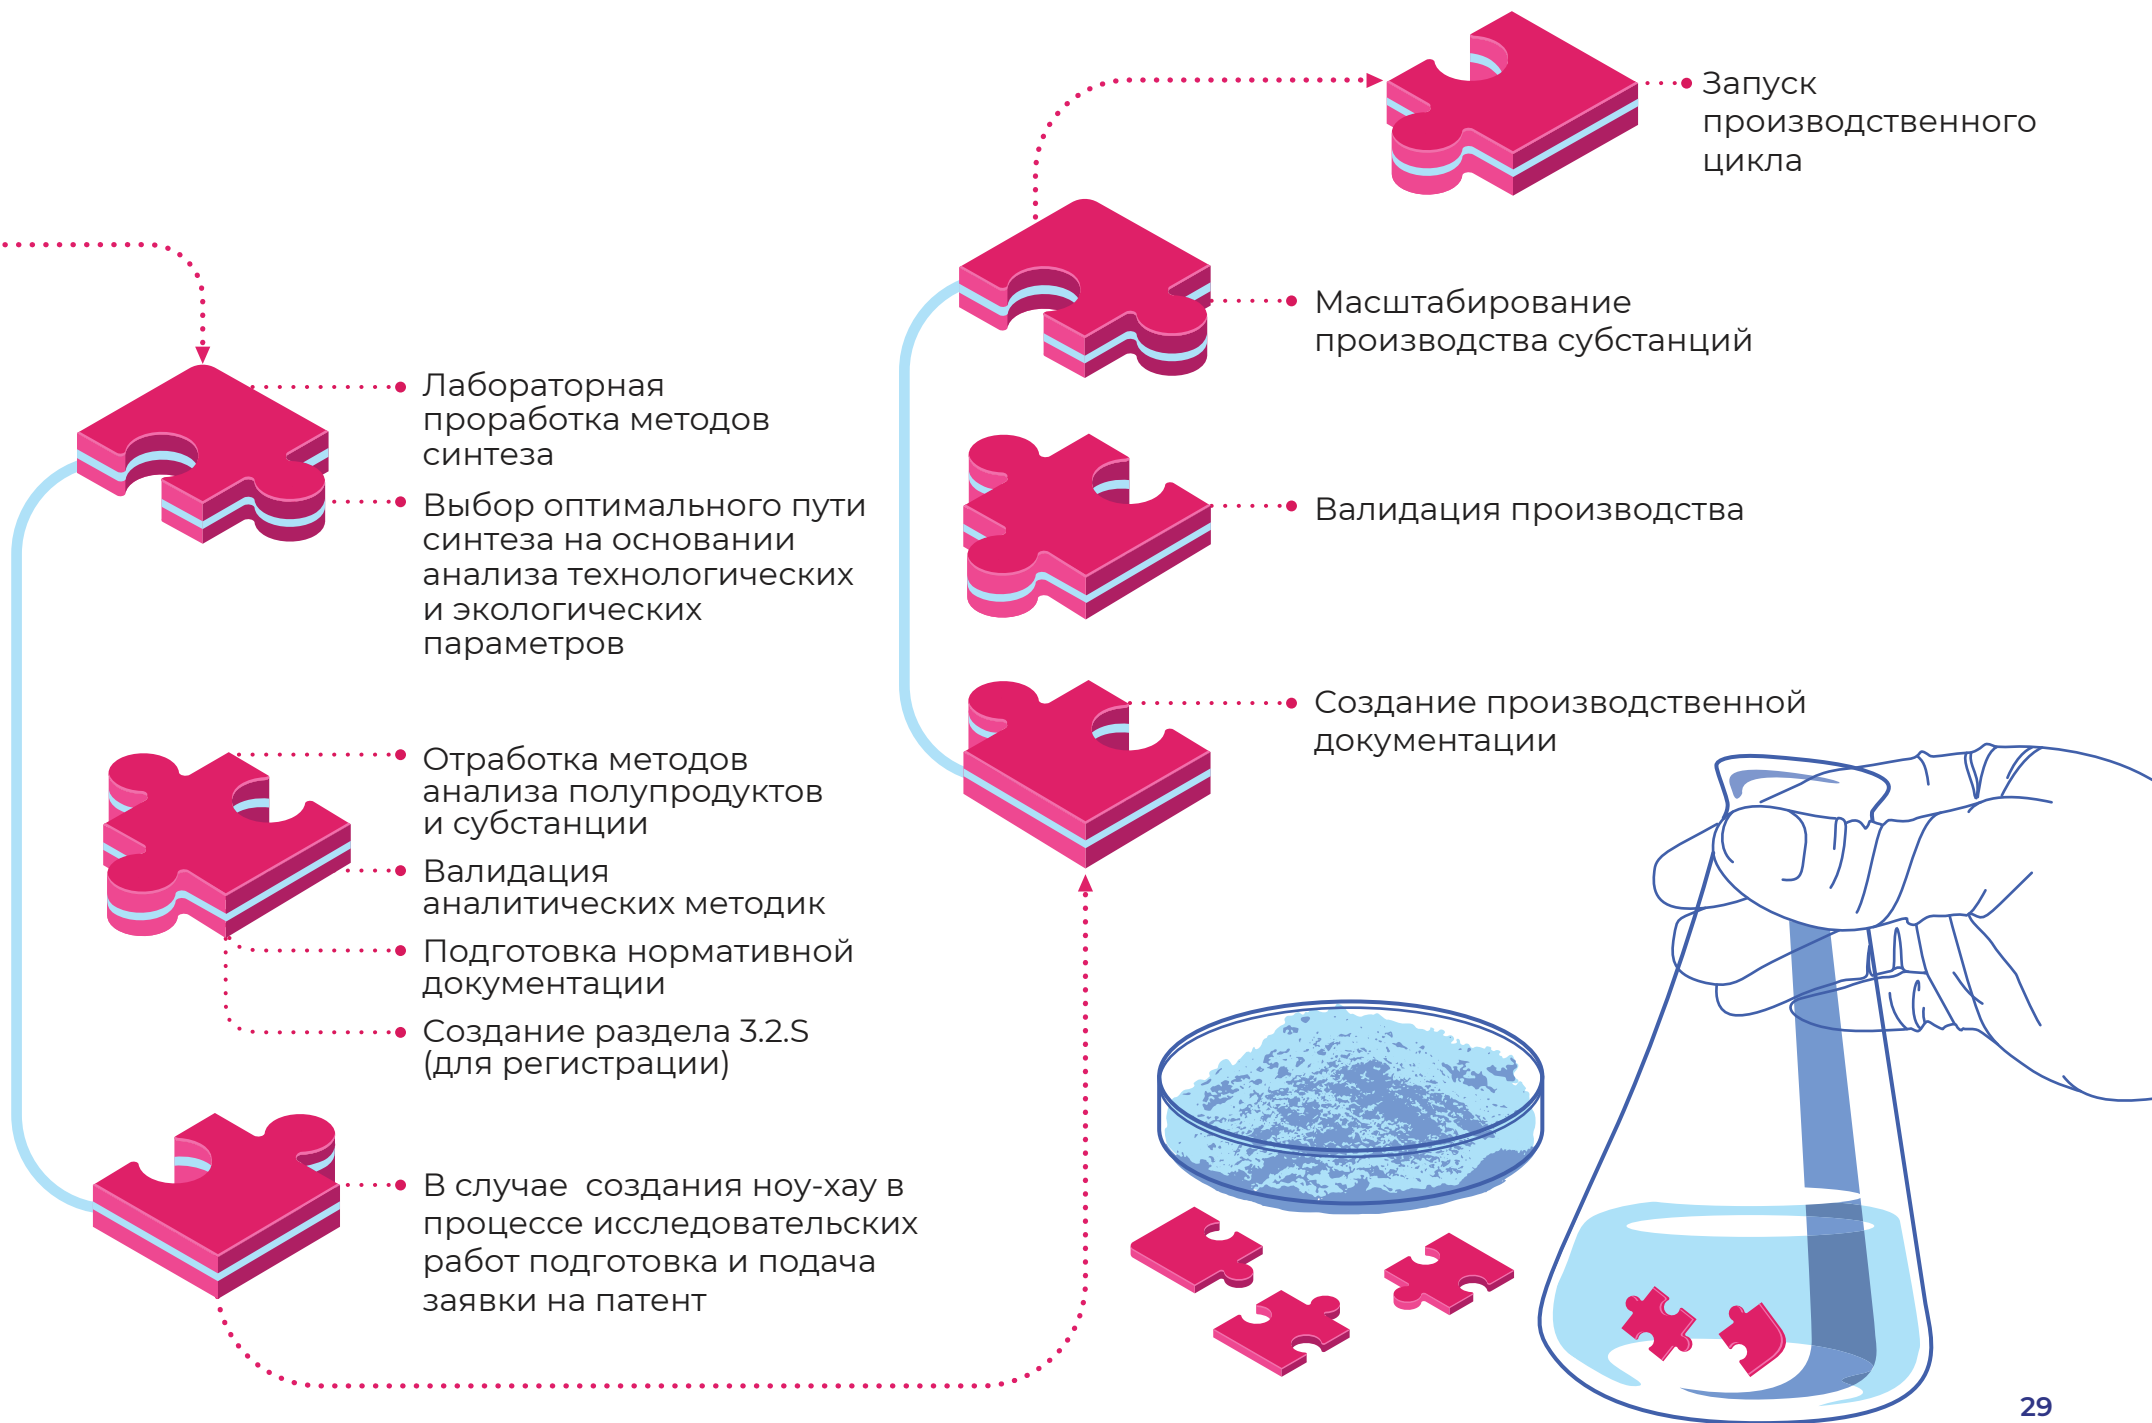 Лабораторная
проработка методов
синтеза
Выбор оптимального пути
синтеза на основании
анализа технологических
и экологических
параметров
Отработка методов
анализа полупродуктов
и субстанции
Валидация
аналитических методик
Подготовка нормативной
документации
Создание раздела 3.2.S
(для регистрации)
В случае  создания ноу-хау в
процессе исследовательских
работ подготовка и подача
заявки на патент
Запуск
производственного
цикла
Масштабирование
производства субстанций
Валидация производства
Создание производственной
документации
29